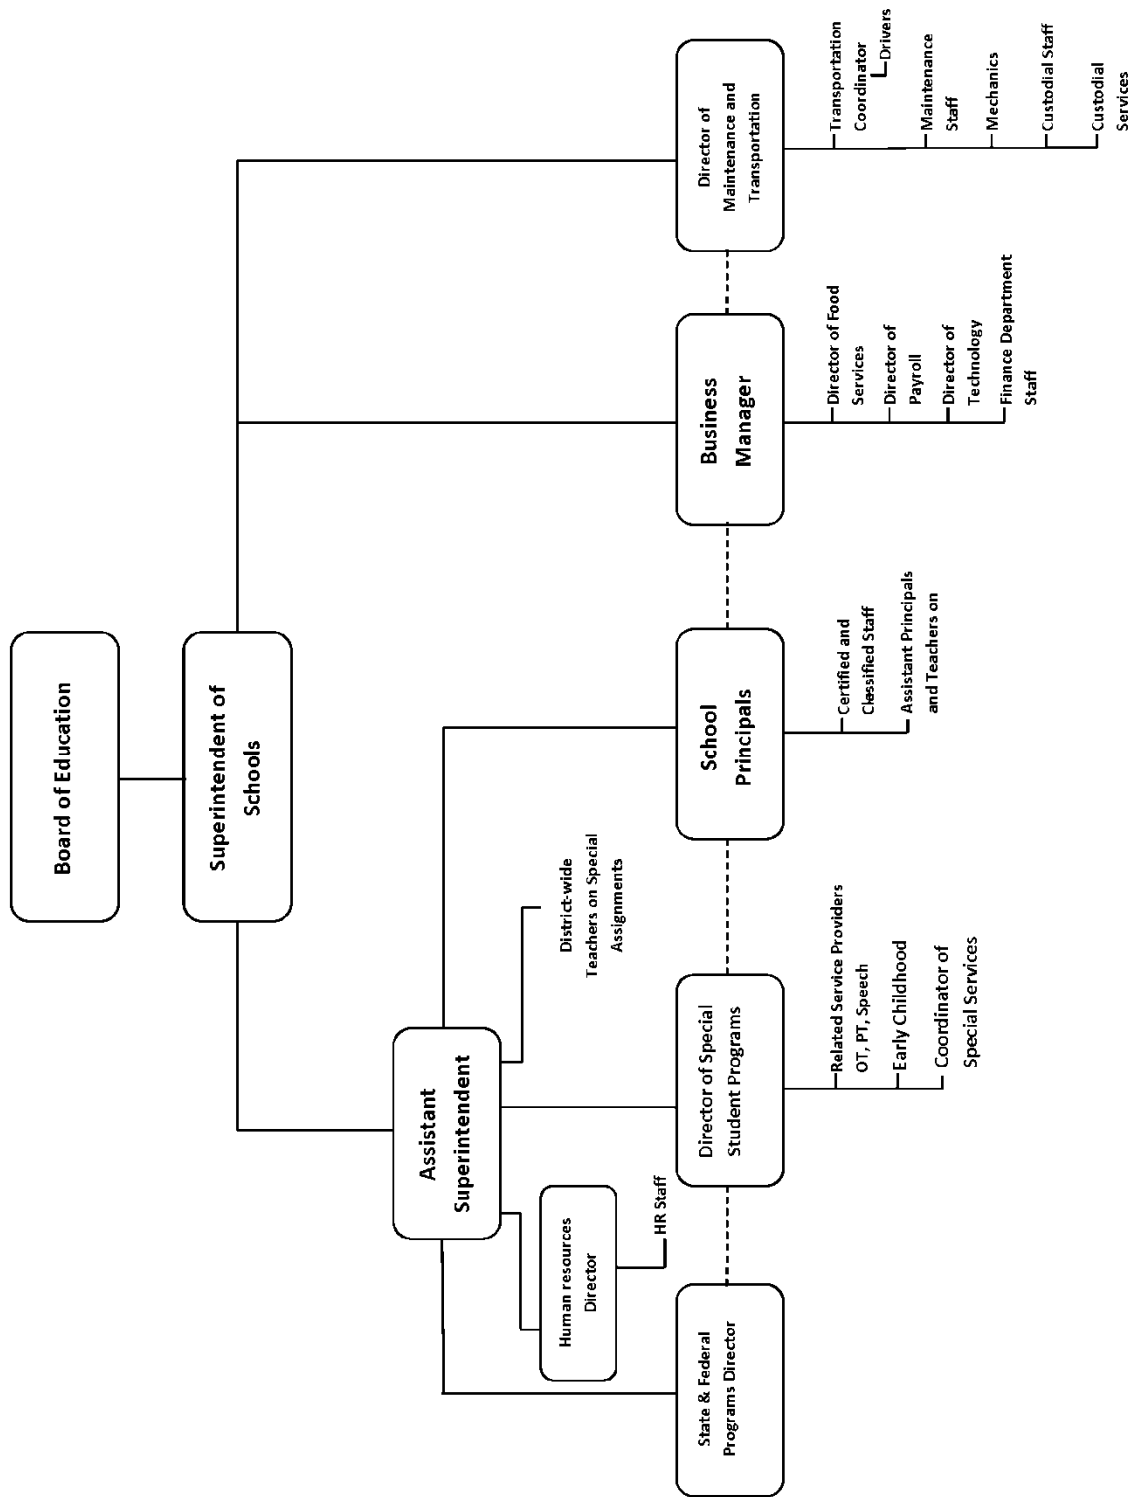 Board of Education
Superintendent of
Schools
Assistant
Superintendent
Human resources
Director
HR Staff
District-wide
Teachers on Special
Assignments
State & Federal
Programs Director
Director of Special
Student Programs
Related Service Providers
OT, PT, Speech
Early Childhood
Coordinator of
Special Services
School
Principals
Certified and
Classified Staff
Assistant Principals
and Teachers on
Business
Manager
Director of Food
Services
Director of
Payroll
Director of
Technology
Finance Department
Staff
Director of
Maintenance and
Transportation
Transportation
Coordinator
Drivers
Maintenance
Staff
Mechanics
Custodial Staff
Custodial
Services